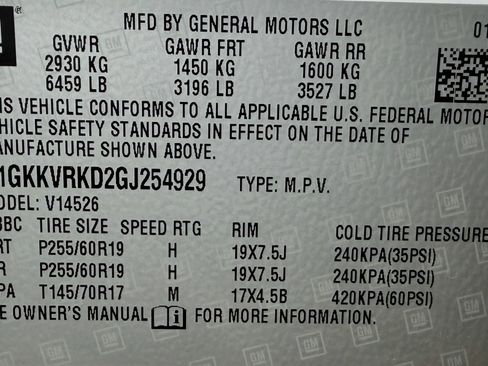 MFD BY GENERAL MOTORS LLC 01
GVWR GAWR FRT GAWR RR
2930 KG 1450 KG 1600 KG
6459 LB 3196 LB 3527 LB
IS VEHICLE CONFORMS TO ALL APPLICABLE U.S. FEDERAL MOTOR
HICLE SAFETY STANDARDS IN EFFECT ON THE DATE OF
ANUFACTURE SHOWN ABOVE.
1GKKVRKD2GJ254929 TYPE: M.P.V.
ODEL: V14526
BBC TIRE SIZE SPEED RTG RIM COLD TIRE PRESSURE
RT P255/60R19 H 19X7.5J 240KPA(35PSI)
R P255/60R19 H 19X7.5J 240KPA(35PSI)
PA T145/70R17 M 17X4.5B 420KPA(60PSI)
E OWNER'S MANUAL FOR MORE INFORMATION.